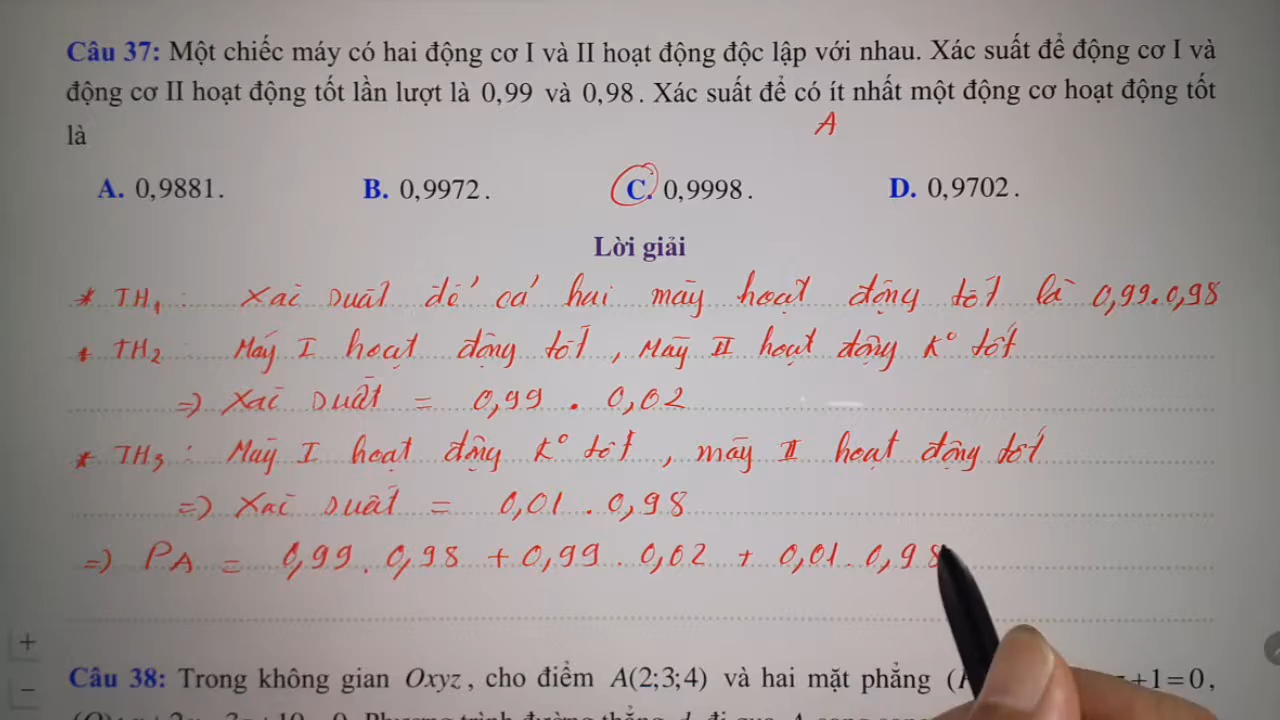 Câu 37: Một chiếc máy có hai động cơ I và II hoạt động độc lập với nhau. Xác suất để động cơ I và
động cơ II hoạt động tốt lần lượt là 0,99 và 0,98. Xác suất để có ít nhất một động cơ hoạt động tốt
A
là
A. 0,9881. B. 0,9972. C. 0,9998. D. 0,9702.
Lời giải
* TH1: Xác suất để cả hai máy hoạt động tốt là 0,99.0,98
* TH2 Máy I hoạt động tốt, Máy II hoạt động K° tốt
=> Xác suất = 0,99 . 0,02
* TH3: Máy I hoạt động K° tốt, máy II hoạt động tốt
=> Xác suất = 0,01 . 0,98
=> PA = 0,99. 0,98 + 0,99 . 0,02 + 0,01. 0,98
+
Câu 38: Trong không gian Oxyz, cho điểm A(2;3;4) và hai mặt phẳng ( +1=0,
−